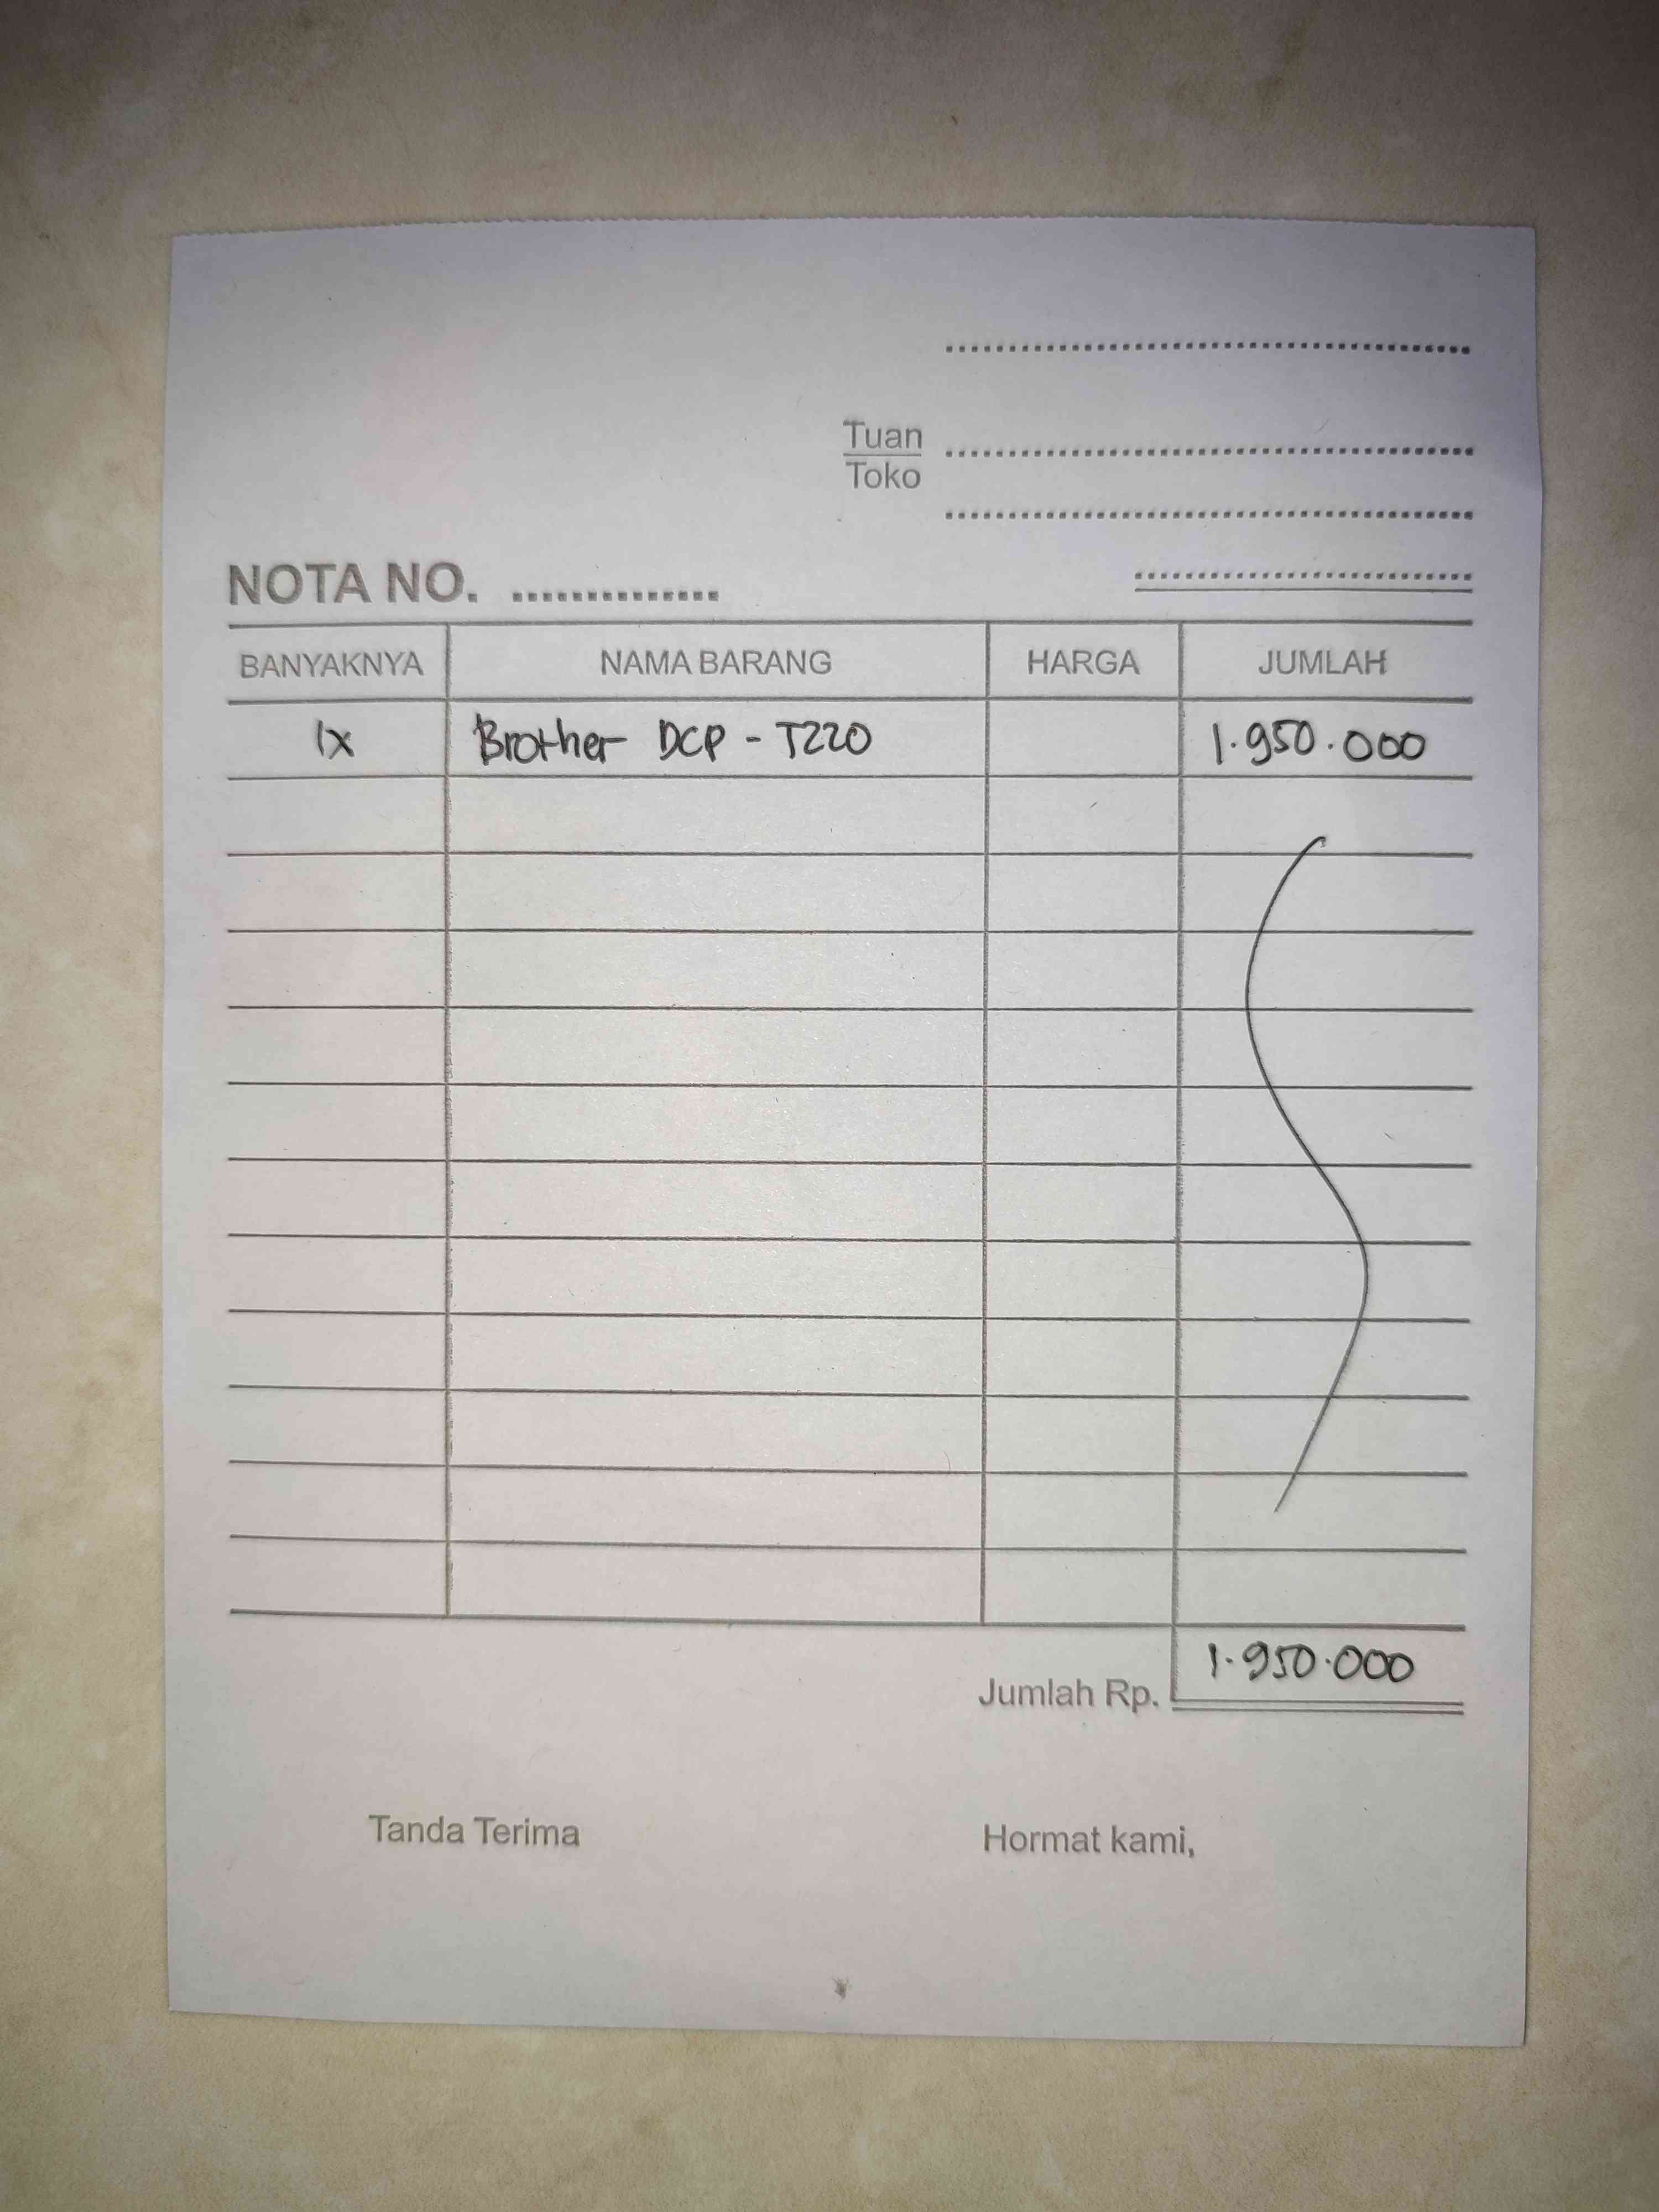 Tuan
Toko
NOTA NO. ..............
BANYAKNYA NAMA BARANG HARGA JUMLAH
1x Brother DCP - T220 1.950.000
Jumlah Rp. 1.950.000
Tanda Terima Hormat kami,